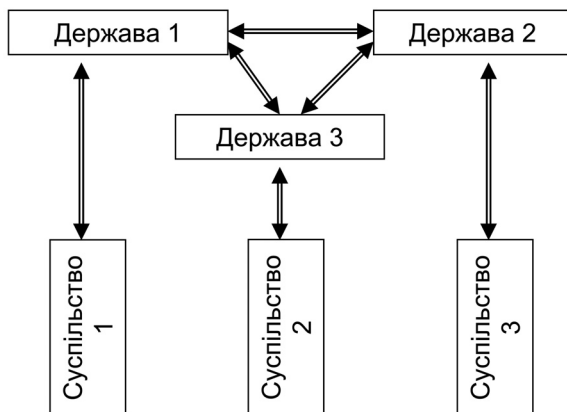 Держава 1
Держава 2
Держава 3
Суспільство
1
Суспільство
2
Суспільство
3